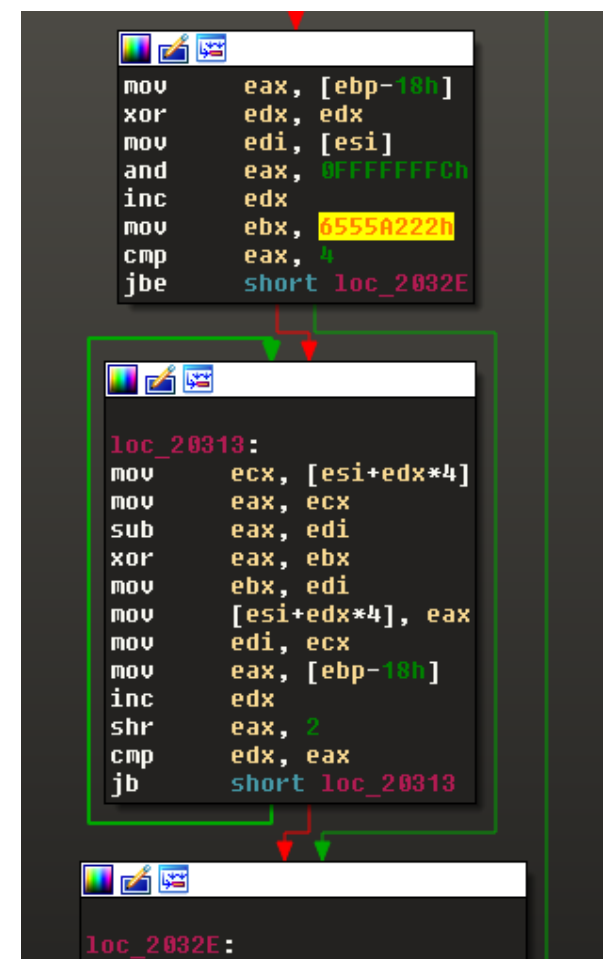 mov eax, [ebp-18h]
xor edx, edx
mov edi, [esi]
and eax, 0FFFFFFFCh
inc edx
mov ebx, 6555A222h
cmp eax, 4
jbe short loc_2032E
loc_20313:
mov ecx, [esi+edx*4]
mov eax, ecx
sub eax, edi
xor eax, ebx
mov ebx, edi
mov [esi+edx*4], eax
mov edi, ecx
mov eax, [ebp-18h]
inc edx
shr eax, 2
cmp edx, eax
jb short loc_20313
loc_2032E: